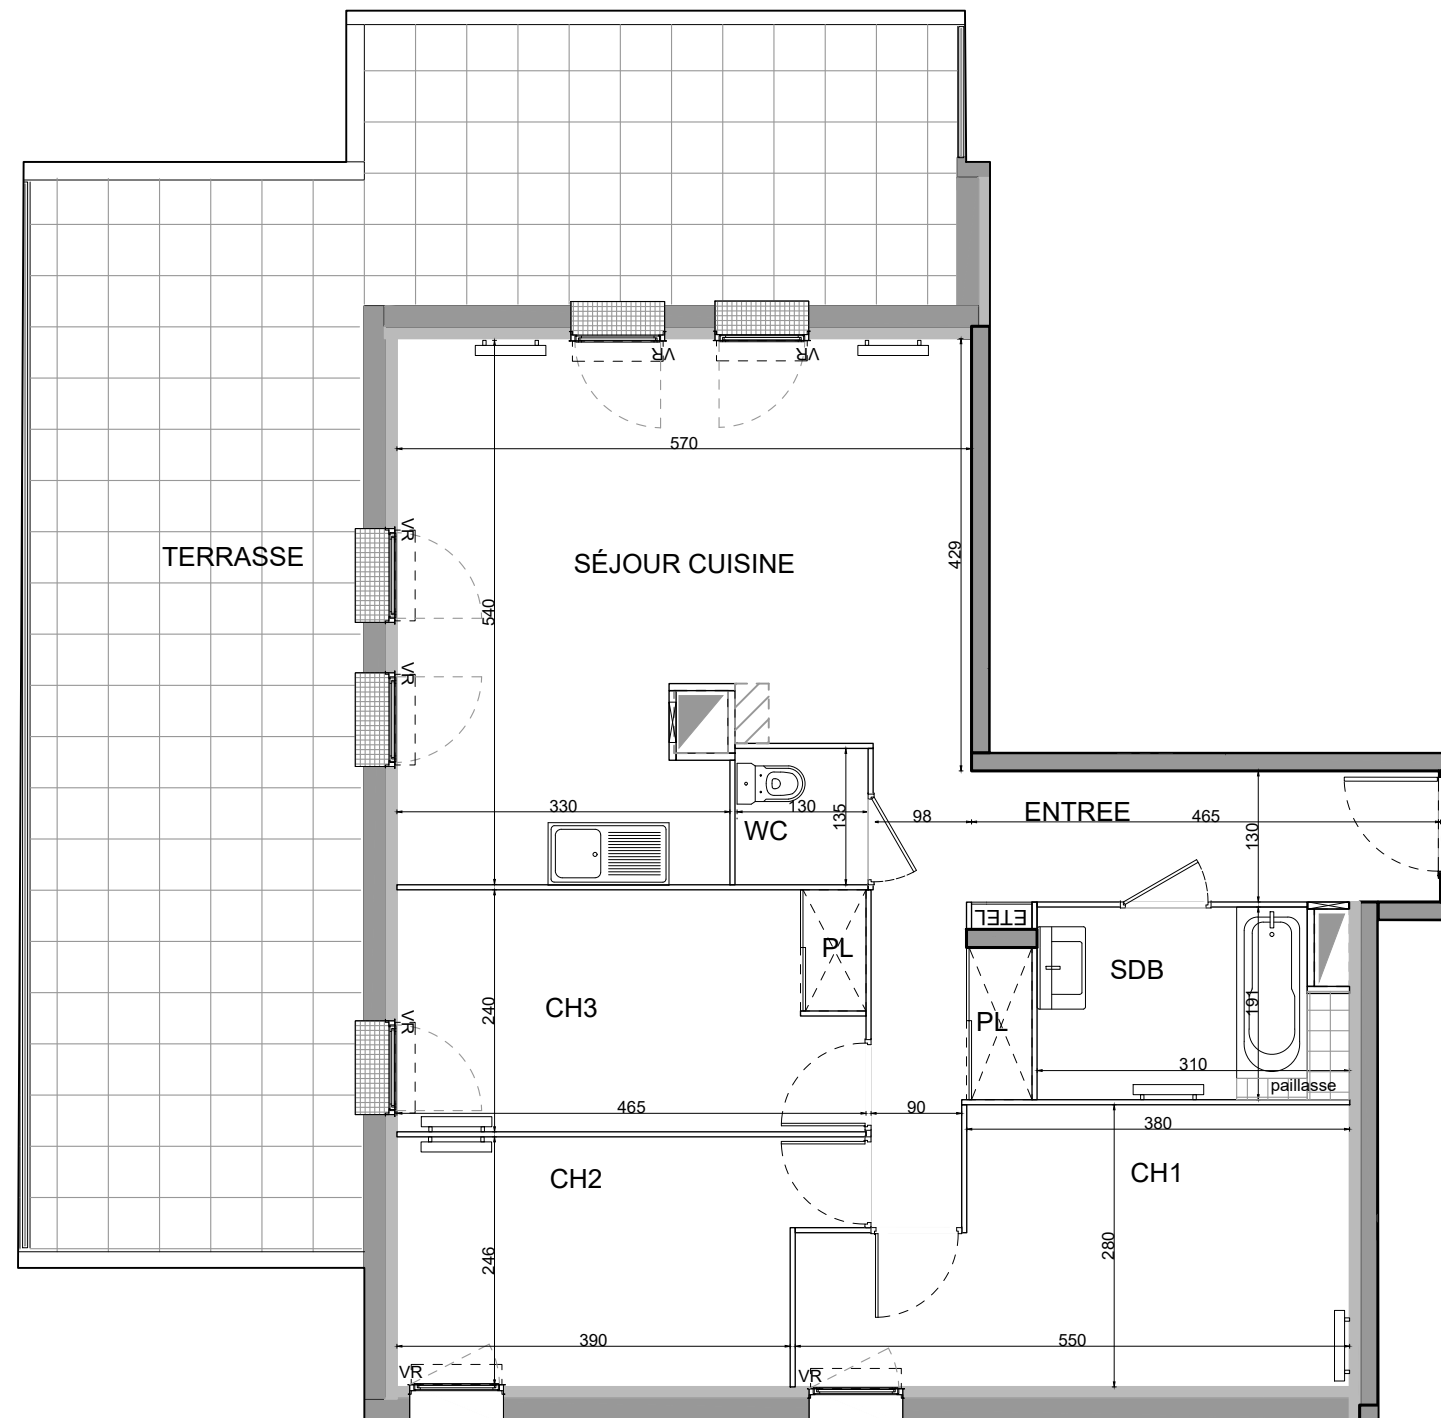 VR
VR
570
VR
TERRASSE
SÉJOUR CUISINE
429
540
VR
330
130
135
WC
98
ENTREE
465
130
ETEL
PL
SDB
CH3
240
VR
PL
191
310
paillasse
465
90
380
CH2
CH1
246
280
390
550
VR
VR